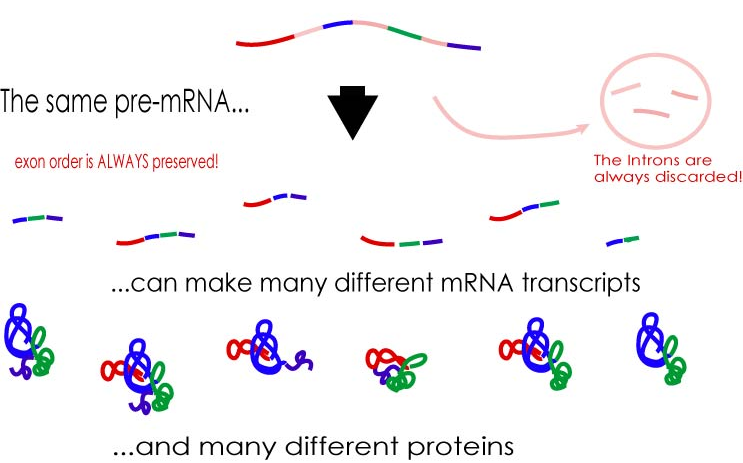 The same pre-mRNA...
exon order is ALWAYS preserved!
The Introns are
always discarded!
...can make many different mRNA transcripts
...and many different proteins